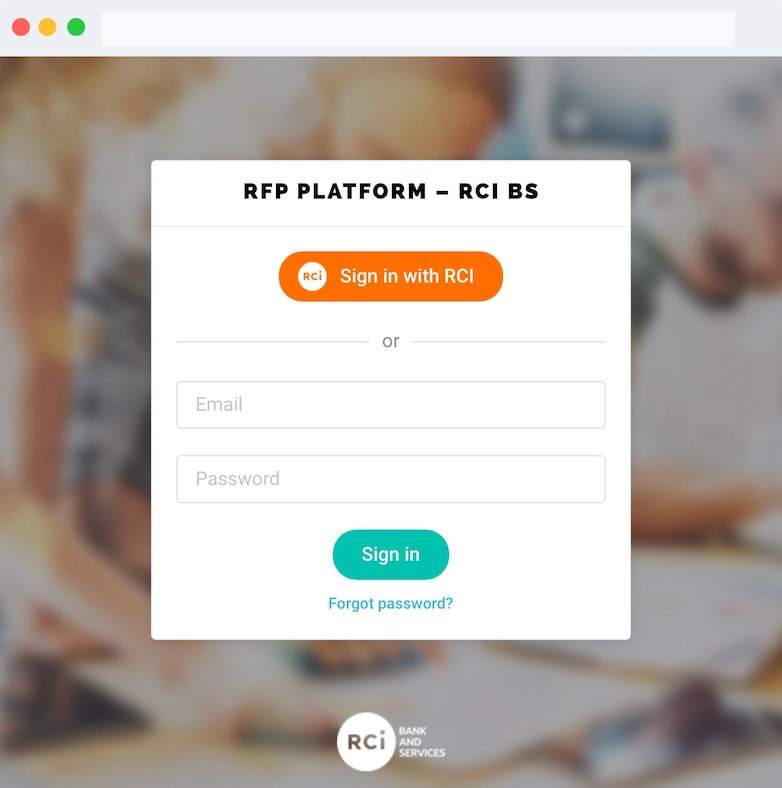 RFP PLATFORM – RCI BS
RCi Sign in with RCI
or
Email
Password
Sign in
Forgot password?
RCi BANK
AND
SERVICES